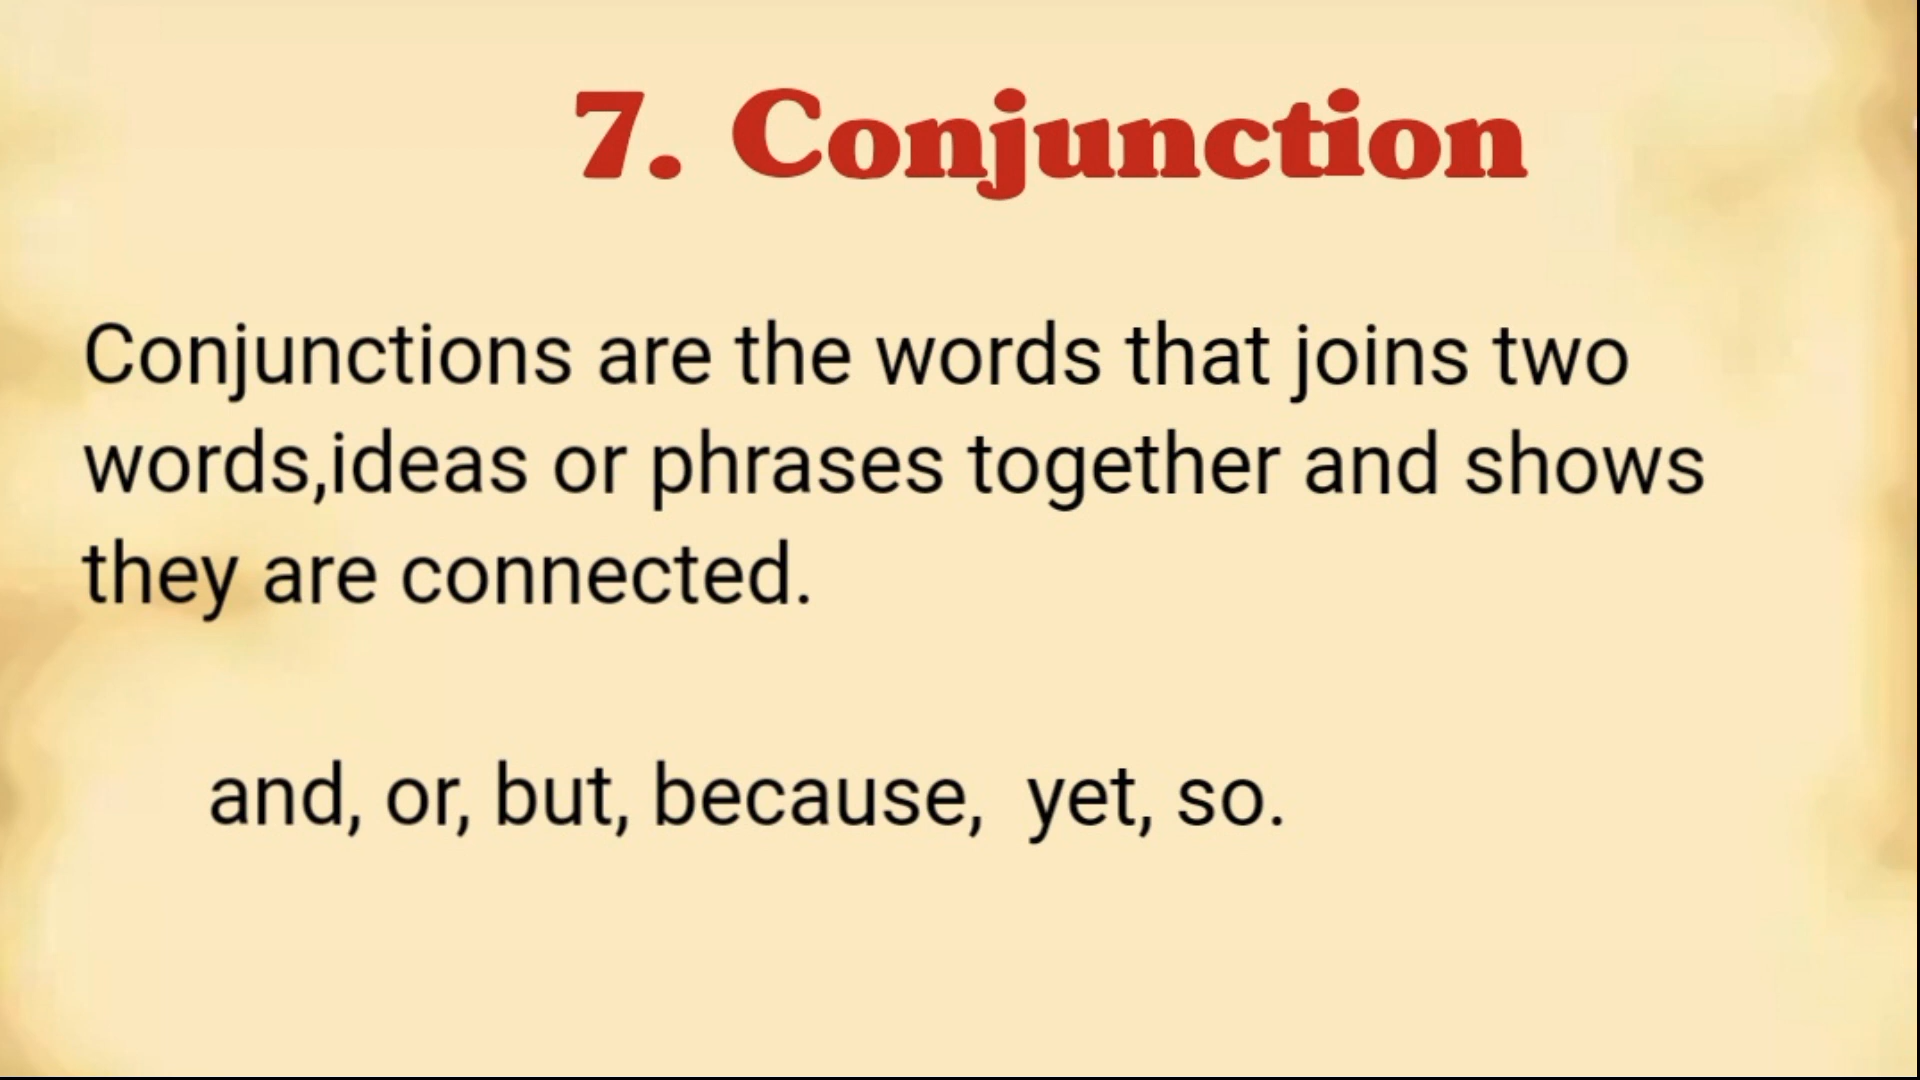 7. Conjunction
Conjunctions are the words that joins two
words,ideas or phrases together and shows
they are connected.
and, or, but, because,  yet, so.